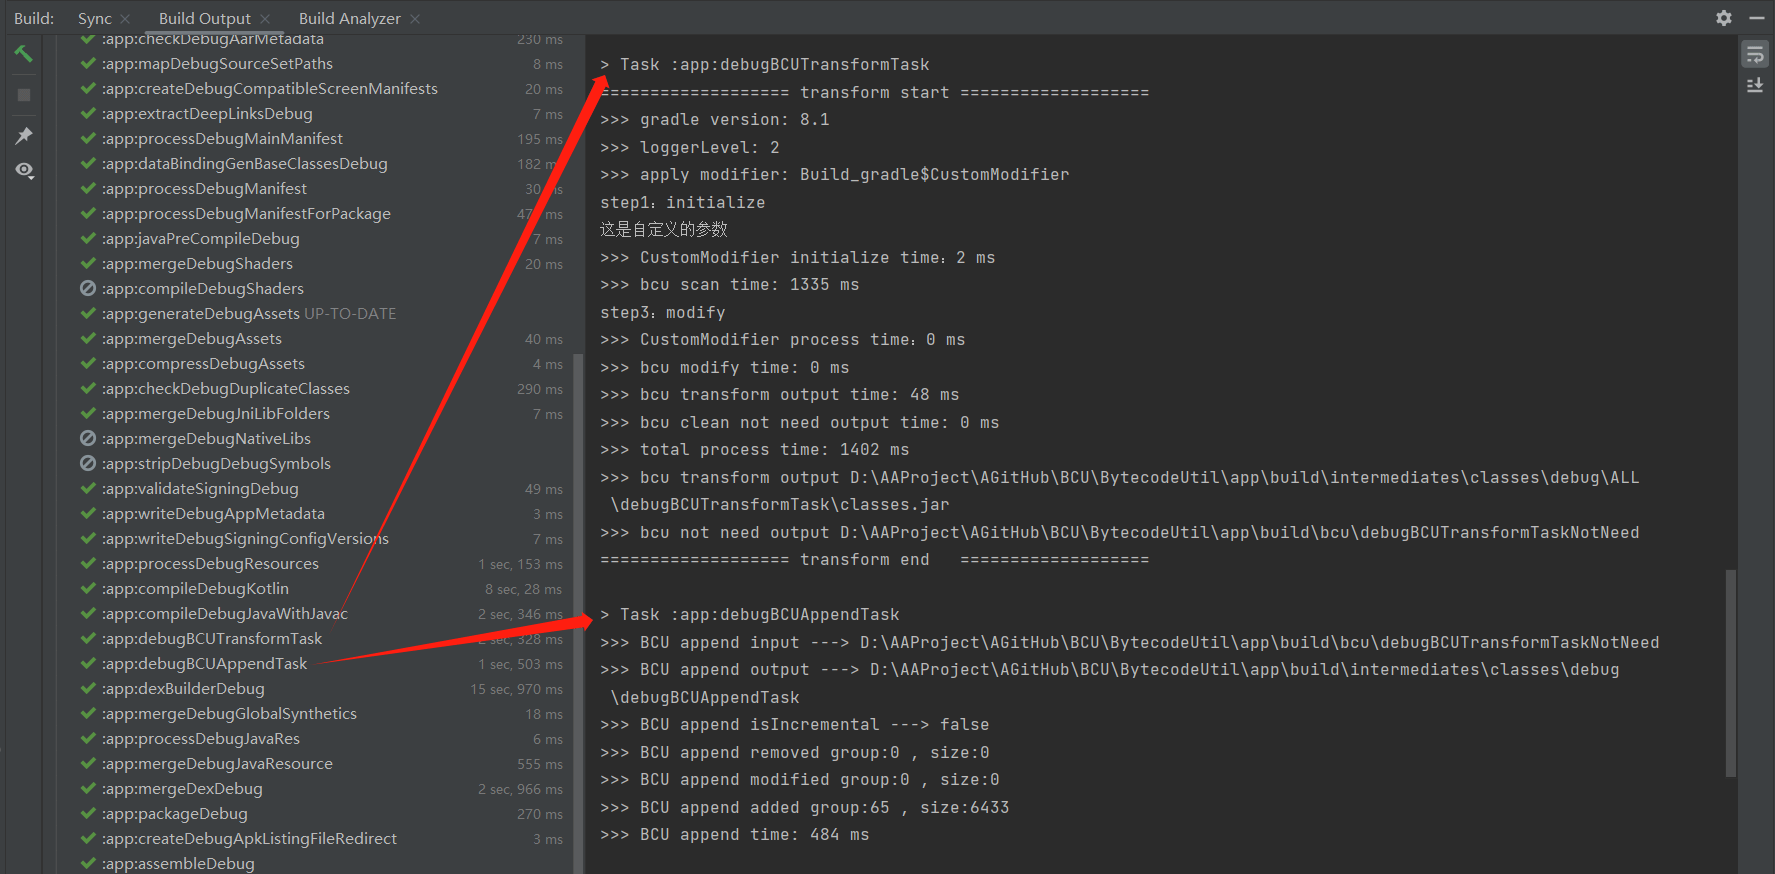 Build: Sync Build Output Build Analyzer
:app:checkDebugAarMetadata 230 ms
:app:mapDebugSourceSetPaths 8 ms
:app:createDebugCompatibleScreenManifests 20 ms
:app:extractDeepLinksDebug 7 ms
:app:processDebugMainManifest 195 ms
:app:dataBindingGenBaseClassesDebug 182 ms
:app:processDebugManifest 30 ms
:app:processDebugManifestForPackage ms
:app:javaPreCompileDebug 7 ms
:app:mergeDebugShaders 20 ms
:app:compileDebugShaders
:app:generateDebugAssets UP-TO-DATE
:app:mergeDebugAssets 40 ms
:app:compressDebugAssets 4 ms
:app:checkDebugDuplicateClasses 290 ms
:app:mergeDebugJniLibFolders 7 ms
:app:mergeDebugNativeLibs
:app:stripDebugDebugSymbols
:app:validateSigningDebug 49 ms
:app:writeDebugAppMetadata 3 ms
:app:writeDebugSigningConfigVersions 7 ms
:app:processDebugResources 1 sec, 153 ms
:app:compileDebugKotlin 8 sec, 28 ms
:app:compileDebugJavaWithJavac 2 sec, 346 ms
:app:debugBCUTransformTask 2 sec, 328 ms
:app:debugBCUAppendTask 1 sec, 503 ms
:app:dexBuilderDebug 15 sec, 970 ms
:app:mergeDebugGlobalSynthetics 18 ms
:app:processDebugJavaRes 6 ms
:app:mergeDebugJavaResource 555 ms
:app:mergeDexDebug 2 sec, 966 ms
:app:packageDebug 270 ms
:app:createDebugApkListingFileRedirect 3 ms
:app:assembleDebug
> Task :app:debugBCUTransformTask
=================== transform start ===================
>>> gradle version: 8.1
>>> loggerLevel: 2
>>> apply modifier: Build_gradle$CustomModifier
step1：initialize
这是自定义的参数
>>> CustomModifier initialize time：2 ms
>>> bcu scan time: 1335 ms
step3：modify
>>> CustomModifier process time：0 ms
>>> bcu modify time: 0 ms
>>> bcu transform output time: 48 ms
>>> bcu clean not need output time: 0 ms
>>> total process time: 1402 ms
>>> bcu transform output D:\AAProject\AGitHub\BCU\BytecodeUtil\app\build\intermediates\classes\debug\ALL
\debugBCUTransformTask\classes.jar
>>> bcu not need output D:\AAProject\AGitHub\BCU\BytecodeUtil\app\build\bcu\debugBCUTransformTaskNotNeed
=================== transform end ===================
> Task :app:debugBCUAppendTask
>>> BCU append input ---> D:\AAProject\AGitHub\BCU\BytecodeUtil\app\build\bcu\debugBCUTransformTaskNotNeed
>>> BCU append output ---> D:\AAProject\AGitHub\BCU\BytecodeUtil\app\build\intermediates\classes\debug
\debugBCUAppendTask
>>> BCU append isIncremental ---> false
>>> BCU append removed group:0 , size:0
>>> BCU append modified group:0 , size:0
>>> BCU append added group:65 , size:6433
>>> BCU append time: 484 ms